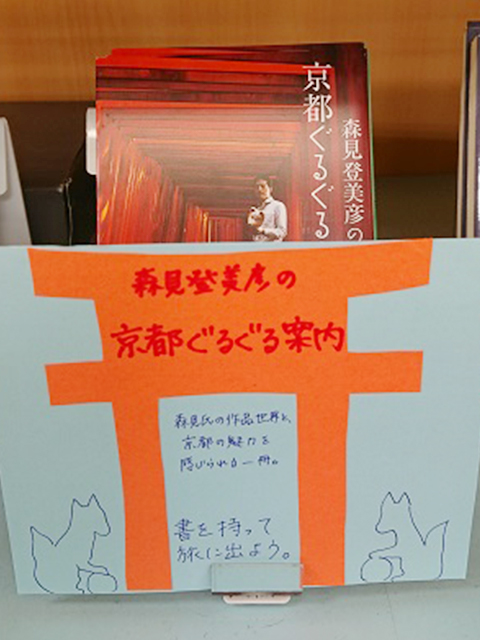 京都ぐるぐる
森見登美彦の
森見登美彦の
京都ぐるぐる案内
森見氏の作品世界と、
京都の魅力を
感じられる一冊。
書を持って
旅に出よう。